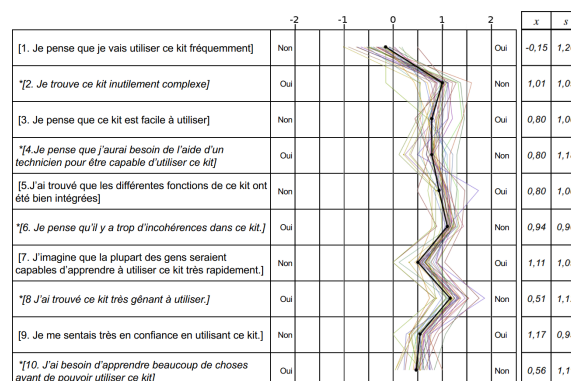 -2 -1 0 1 2 x s
[1. Je pense que je vais utiliser ce kit fréquemment] Non Oui -0,15
*[2. Je trouve ce kit inutilement complexe] Oui Non 1,01
[3. Je pense que ce kit est facile à utiliser] Non Oui 0,80
*[4.Je pense que j'aurai besoin de l'aide d'un
technicien pour être capable d'utiliser ce kit] Oui Non 0,80
[5.J'ai trouvé que les différentes fonctions de ce kit ont
été bien intégrées] Non Oui 0,80
*[6. Je pense qu'il y a trop d'incohérences dans ce kit.] Oui Non 0,94
[7. J'imagine que la plupart des gens seraient
capables d'apprendre à utiliser ce kit très rapidement.] Non Oui 1,11
*[8 J'ai trouvé ce kit très gênant à utiliser.] Oui Non 0,51
[9. Je me sentais très en confiance en utilisant ce kit.] Non Oui 1,17
*[10. J'ai besoin d'apprendre beaucoup de choses
avant de pouvoir utiliser ce kit] Oui Non 0,56